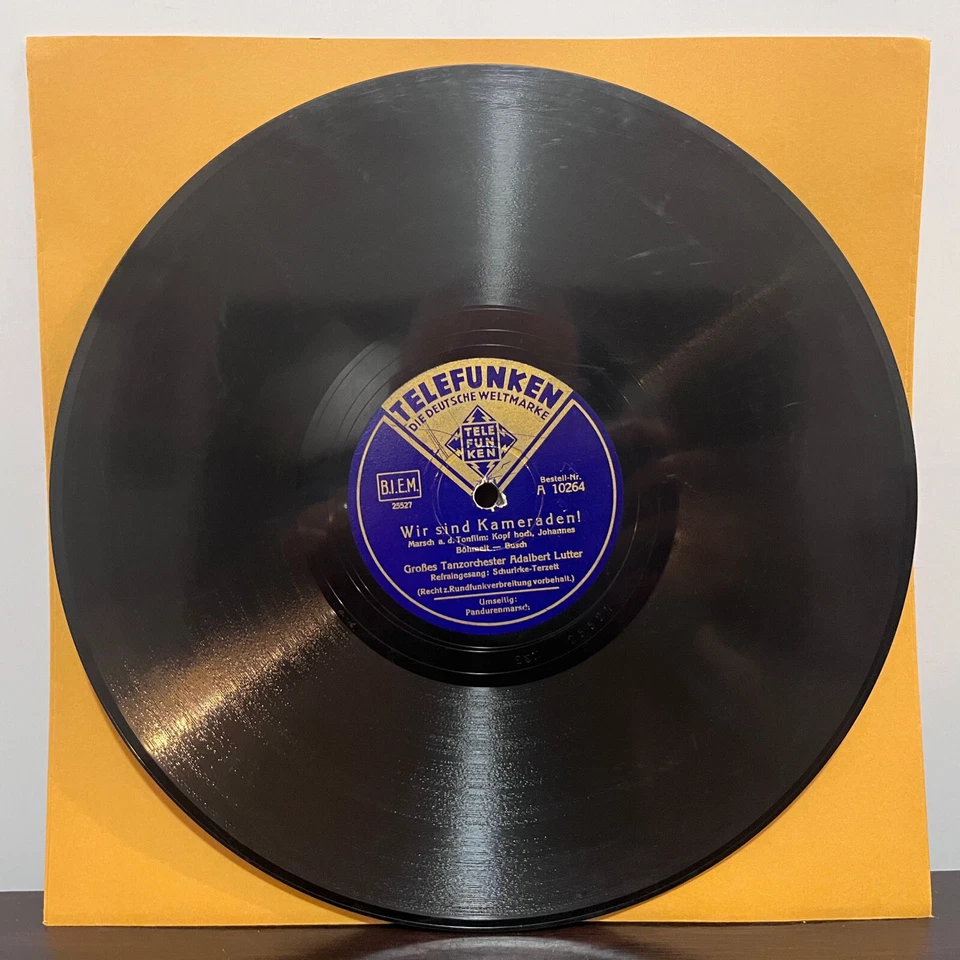 TELEFUNKEN
DIE DEUTSCHE WELTMARKE
TELE
FUN
KEN
B.I.E.M.
25527
Bestell-Nr.
A 10264
Wir sind Kameraden!
Marsch a. d. Tonfilm: Kopf hoch, Johannes
Böhmelt — Busch
Großes Tanzorchester Adalbert Lutter
Refraingesang: Schuricke-Terzett
(Recht z. Rundfunkverbreitung vorbehalt.)
Umseitig:
Pandurenmarsch